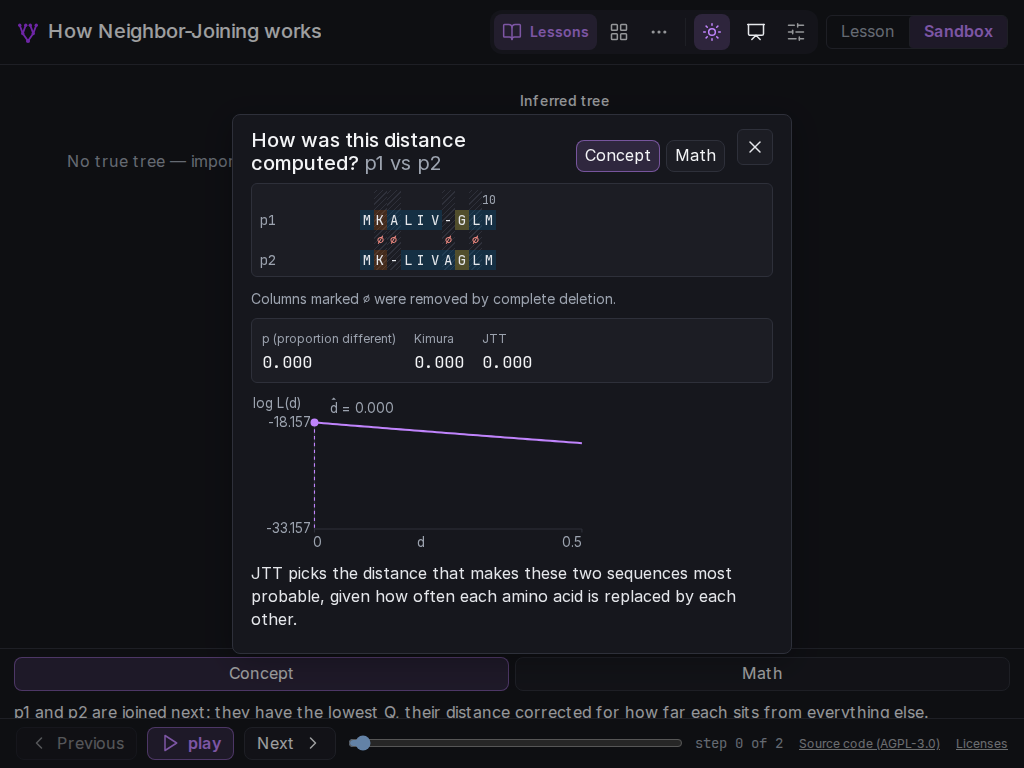 How Neighbor-Joining works
Lessons
Lesson
Sandbox
Inferred tree
No true tree — impor
How was this distance computed? p1 vs p2
Concept
Math
10
p1 MKALIV-GLM
ø ø ø ø
p2 MK-LIVAGLM
Columns marked ø were removed by complete deletion.
p (proportion different) Kimura JTT
0.000 0.000 0.000
log L(d) d̂ = 0.000
-18.157
-33.157
0 d 0.5
JTT picks the distance that makes these two sequences most
probable, given how often each amino acid is replaced by each
other.
Concept
Math
p1 and p2 are joined next: they have the lowest Q, their distance corrected for how far each sits from everything else.
Previous
play
Next
step 0 of 2
Source code (AGPL-3.0)
Licenses